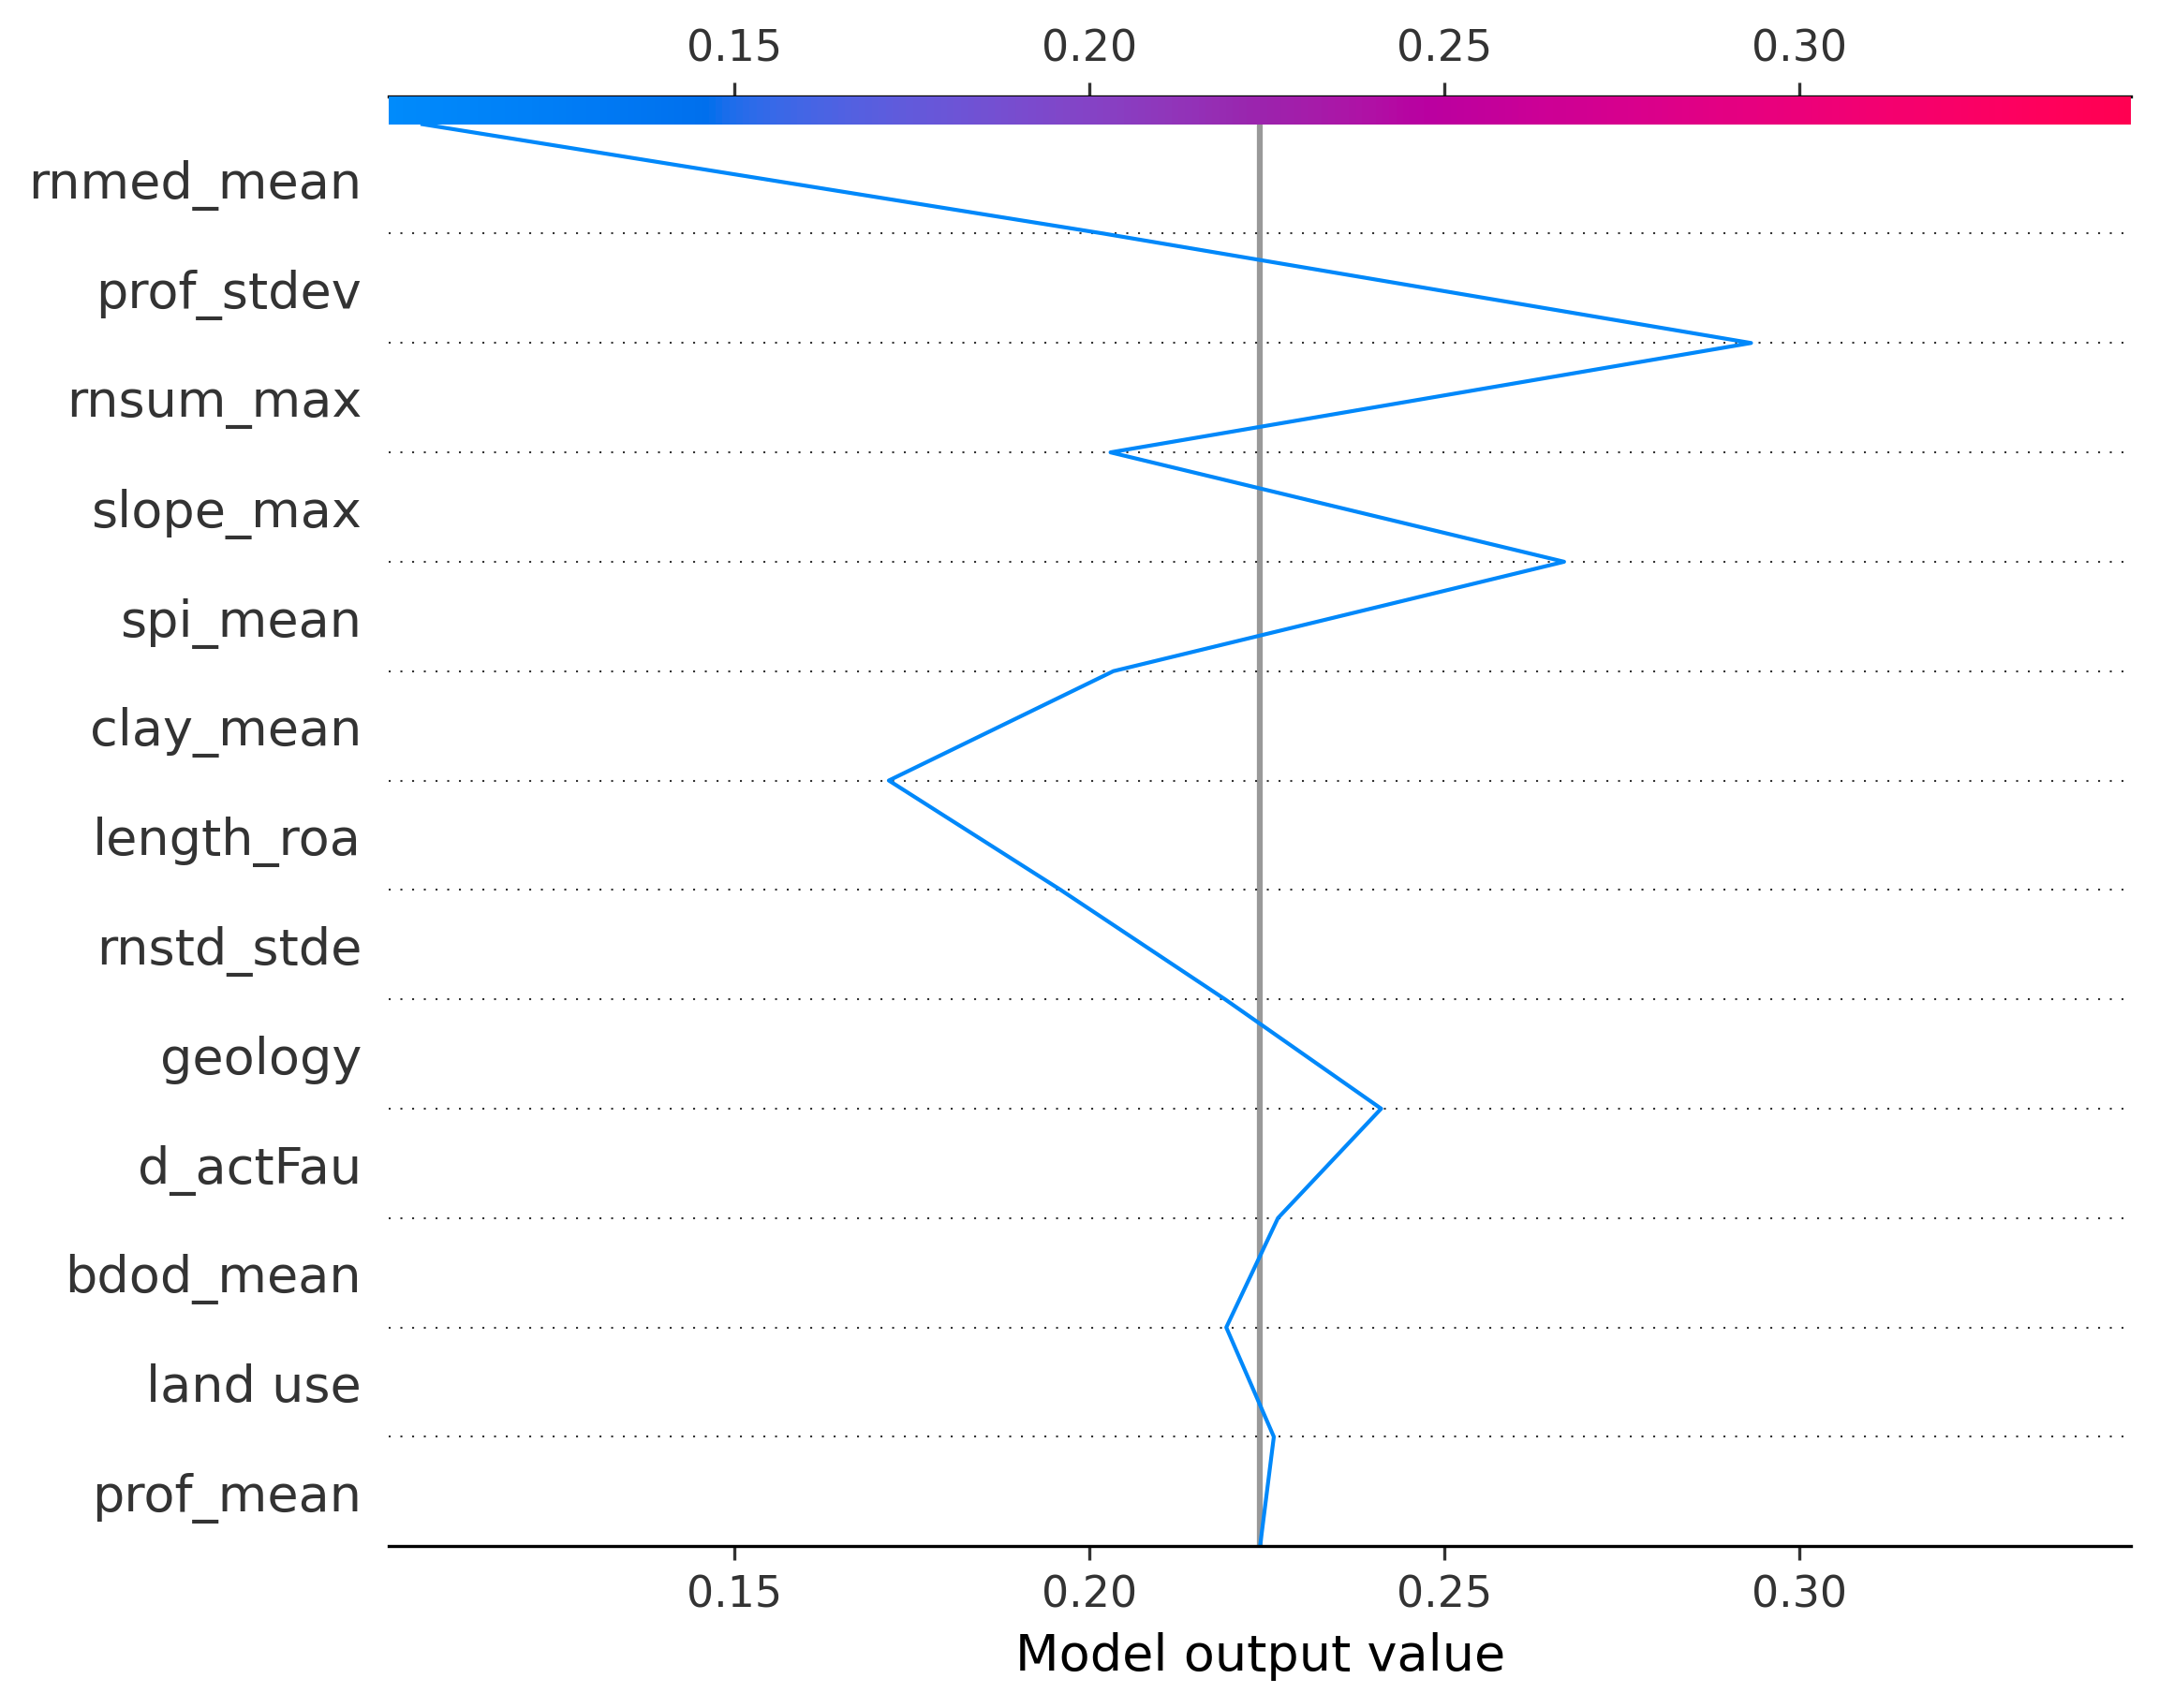 0.15 0.20 0.25 0.30
rnmed_mean
prof_stdev
rnsum_max
slope_max
spi_mean
clay_mean
length_roa
rnstd_stde
geology
d_actFau
bdod_mean
land use
prof_mean
0.15 0.20 0.25 0.30
Model output value